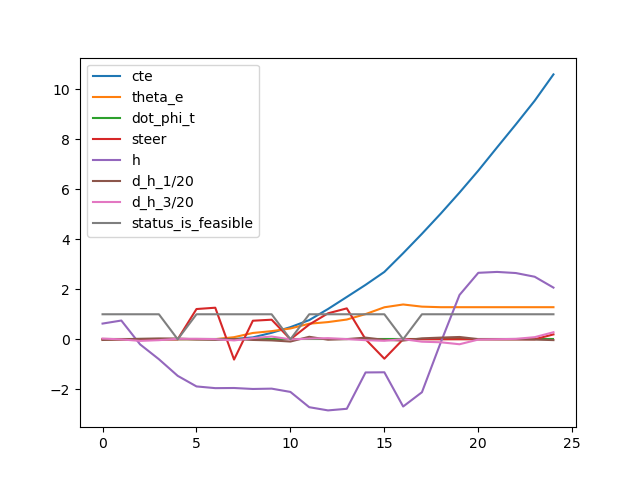 cte
theta_e
dot_phi_t
steer
h
d_h_1/20
d_h_3/20
status_is_feasible
10
8
6
4
2
0
−2
0 5 10 15 20 25